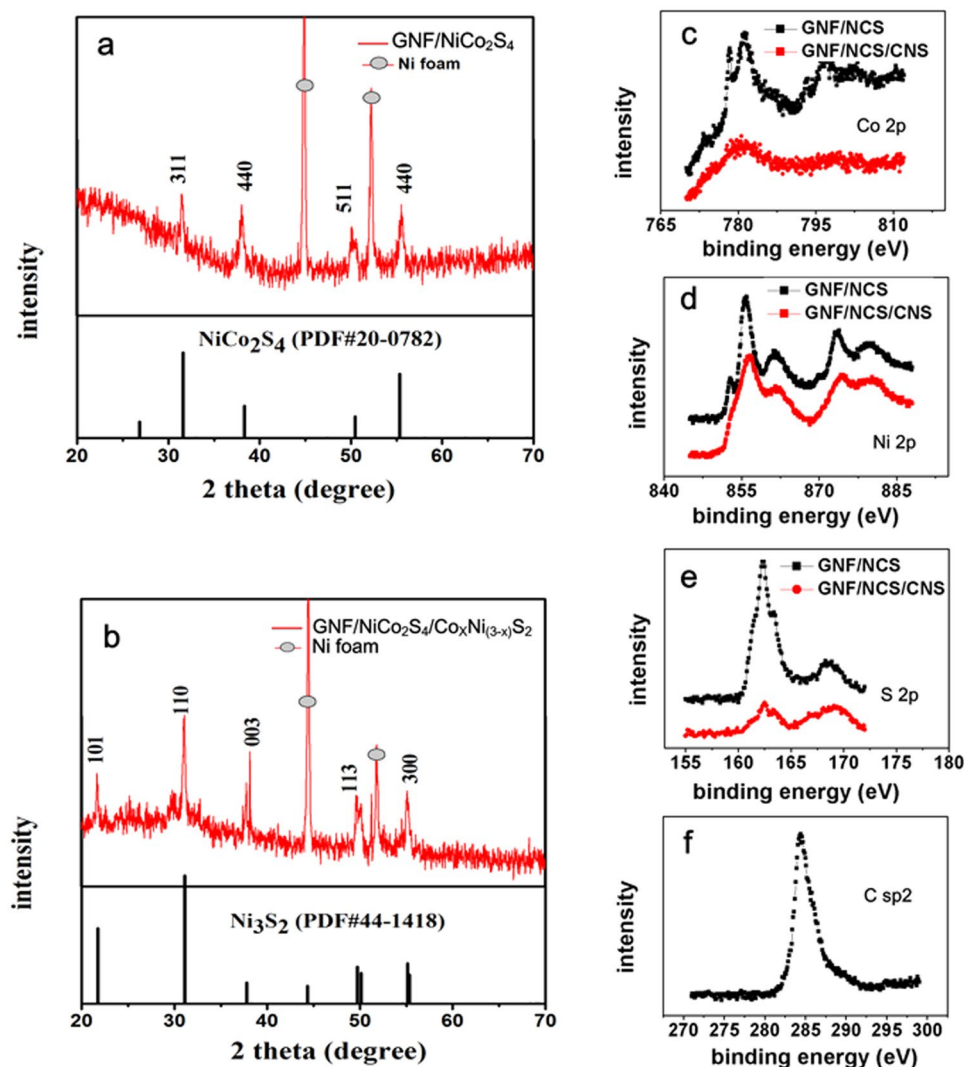 a
GNF/NiCo₂S₄
Ni foam
311
440
511
440
intensity
NiCo₂S₄ (PDF#20-0782)
20 30 40 50 60 70
2 theta (degree)
b
GNF/NiCo₂S₄/CoₓNi₍₃₋ₓ₎S₂
Ni foam
101
110
003
113
300
intensity
Ni₃S₂ (PDF#44-1418)
20 30 40 50 60 70
2 theta (degree)
c
GNF/NCS
GNF/NCS/CNS
Co 2p
intensity
765 780 795 810
binding energy (eV)
d
GNF/NCS
GNF/NCS/CNS
Ni 2p
intensity
840 855 870 885
binding energy (eV)
e
GNF/NCS
GNF/NCS/CNS
S 2p
intensity
155 160 165 170 175 180
binding energy (eV)
f
C sp2
intensity
270 275 280 285 290 295 300
binding energy (eV)